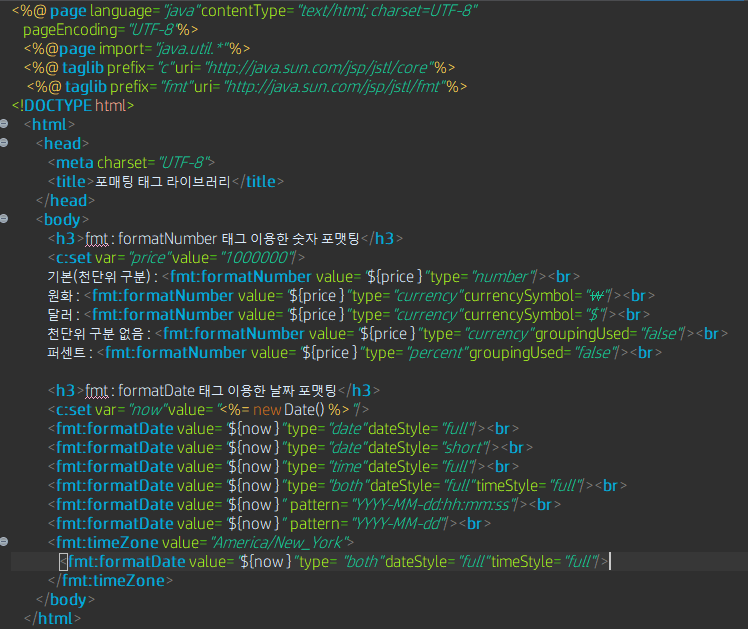 <%@ page language="java"contentType="text/html; charset=UTF-8"
pageEncoding="UTF-8"%>
<%@page import="java.util.*"%>
<%@ taglib prefix="c"uri="http://java.sun.com/jsp/jstl/core"%>
<%@ taglib prefix="fmt"uri="http://java.sun.com/jsp/jstl/fmt"%>
<!DOCTYPE html>
<html>
<head>
<meta charset="UTF-8">
<title>포매팅 태그 라이브러리</title>
</head>
<body>
<h3>fmt : formatNumber 태그 이용한 숫자 포맷팅</h3>
<c:set var="price"value="1000000"/>
기본(천단위 구분) : <fmt:formatNumber value="${price }"type="number"/><br>
원화 : <fmt:formatNumber value="${price }"type="currency"currencySymbol="₩"/><br>
달러 : <fmt:formatNumber value="${price }"type="currency"currencySymbol="$"/><br>
천단위 구분 없음 : <fmt:formatNumber value="${price }"type="currency"groupingUsed="false"/><br>
퍼센트 : <fmt:formatNumber value="${price }"type="percent"groupingUsed="false"/><br>
<h3>fmt : formatDate 태그 이용한 날짜 포맷팅</h3>
<c:set var="now"value="<%= new Date() %>"/>
<fmt:formatDate value="${now }"type="date"dateStyle="full"/><br>
<fmt:formatDate value="${now }"type="date"dateStyle="short"/><br>
<fmt:formatDate value="${now }"type="time"dateStyle="full"/><br>
<fmt:formatDate value="${now }"type="both"dateStyle="full"timeStyle="full"/><br>
<fmt:formatDate value="${now }" pattern="YYYY-MM-dd:hh:mm:ss"/><br>
<fmt:formatDate value="${now }" pattern="YYYY-MM-dd"/><br>
<fmt:timeZone value="America/New_York">
<fmt:formatDate value="${now }"type= "both"dateStyle="full"timeStyle="full"/>
</fmt:timeZone>
</body>
</html>